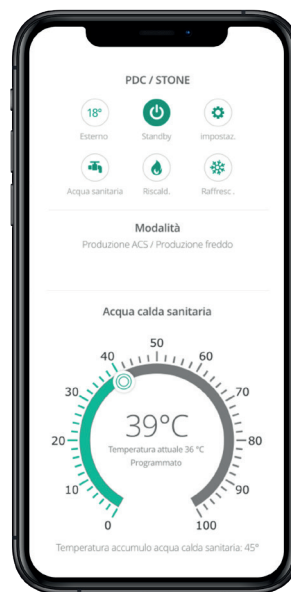 PDC / STONE
18°
Esterno
Standby
impostaz.
Acqua sanitaria
Riscald.
Raffresc .
Modalità
Produzione ACS / Produzione freddo
Acqua calda sanitaria
0
10
20
30
40
50
60
70
80
90
100
39°C
Temperatura attuale 36 °C
Programmato
Temperatura accumulo acqua calda sanitaria: 45°